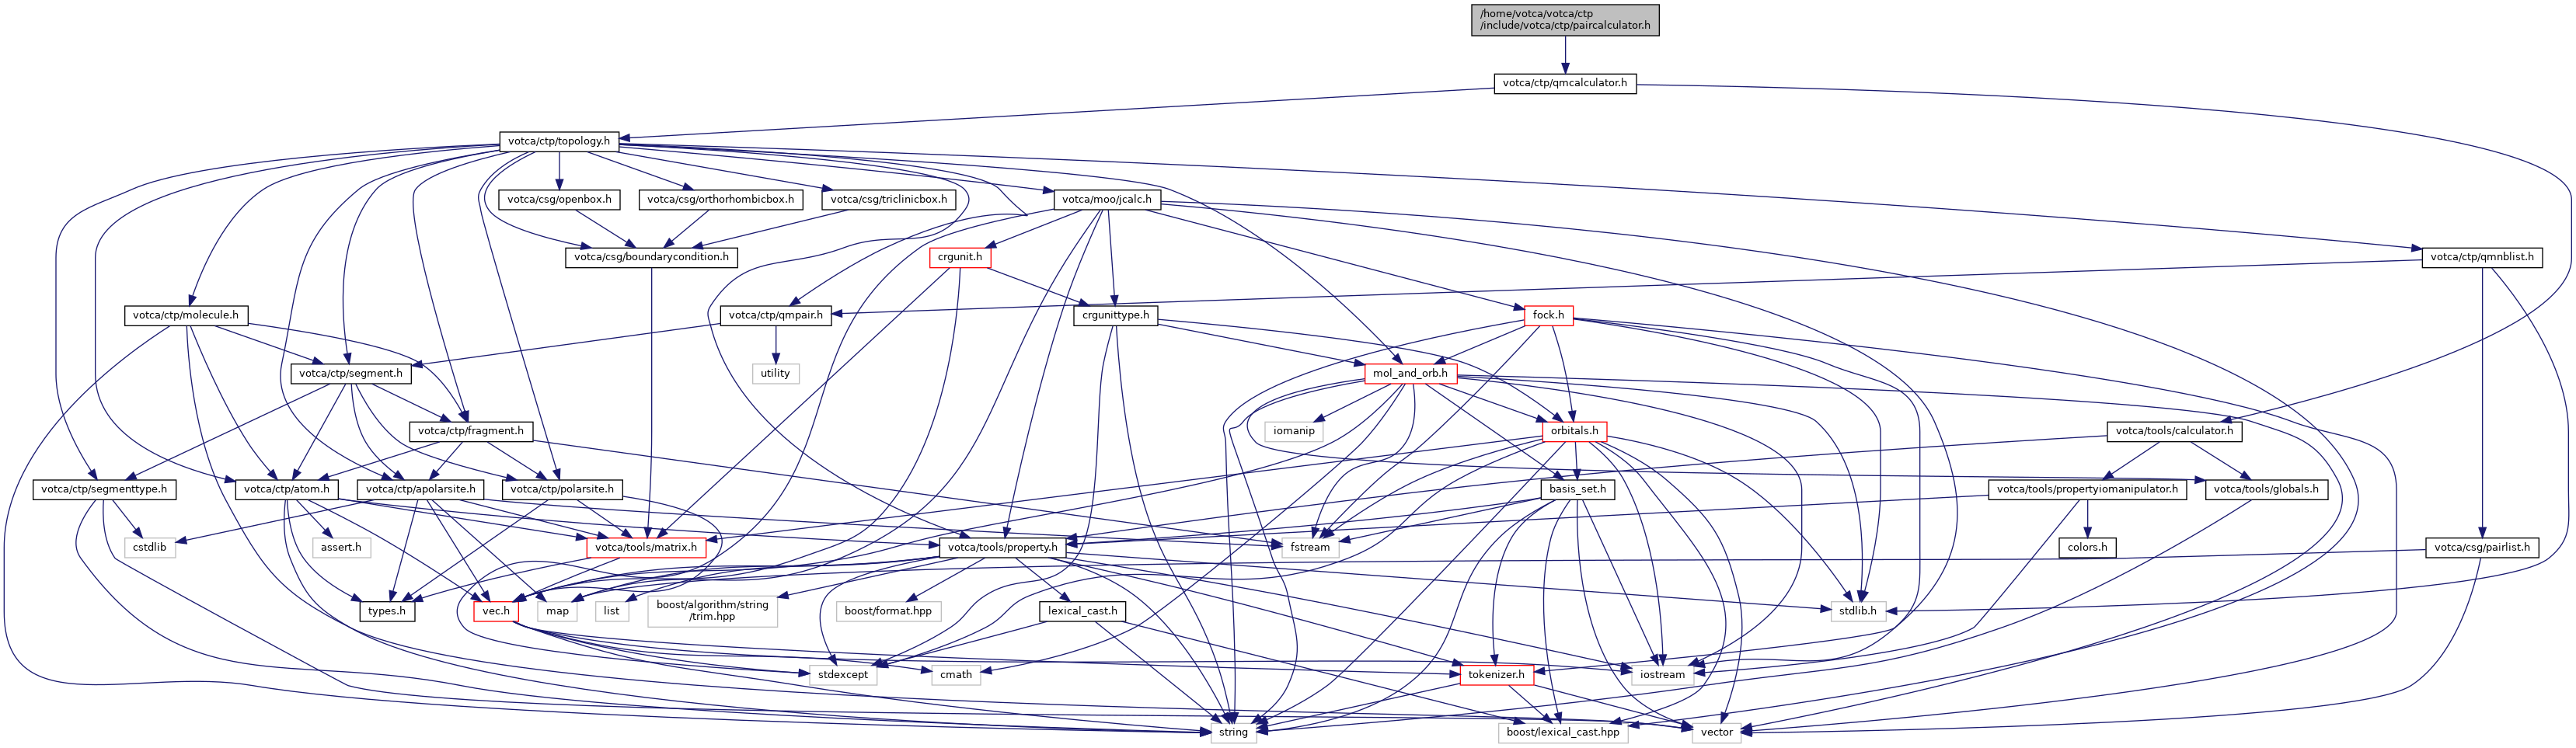 /home/votca/votca/ctp
/include/votca/ctp/paircalculator.h
votca/ctp/qmcalculator.h
votca/ctp/topology.h
votca/csg/openbox.h
votca/csg/orthorhombicbox.h
votca/csg/triclinicbox.h
votca/moo/jcalc.h
votca/csg/boundarycondition.h
crgunit.h
votca/ctp/qmnblist.h
votca/ctp/molecule.h
votca/ctp/qmpair.h
crgunittype.h
fock.h
votca/ctp/segment.h
utility
mol_and_orb.h
votca/ctp/fragment.h
iomanip
orbitals.h
votca/tools/calculator.h
votca/ctp/segmenttype.h
votca/ctp/atom.h
votca/ctp/apolarsite.h
votca/ctp/polarsite.h
basis_set.h
votca/tools/propertyiomanipulator.h
votca/tools/globals.h
cstdlib
assert.h
votca/tools/matrix.h
votca/tools/property.h
fstream
colors.h
votca/csg/pairlist.h
types.h
vec.h
map
list
boost/algorithm/string
/trim.hpp
boost/format.hpp
lexical_cast.h
stdlib.h
stdexcept
cmath
tokenizer.h
iostream
string
boost/lexical_cast.hpp
vector